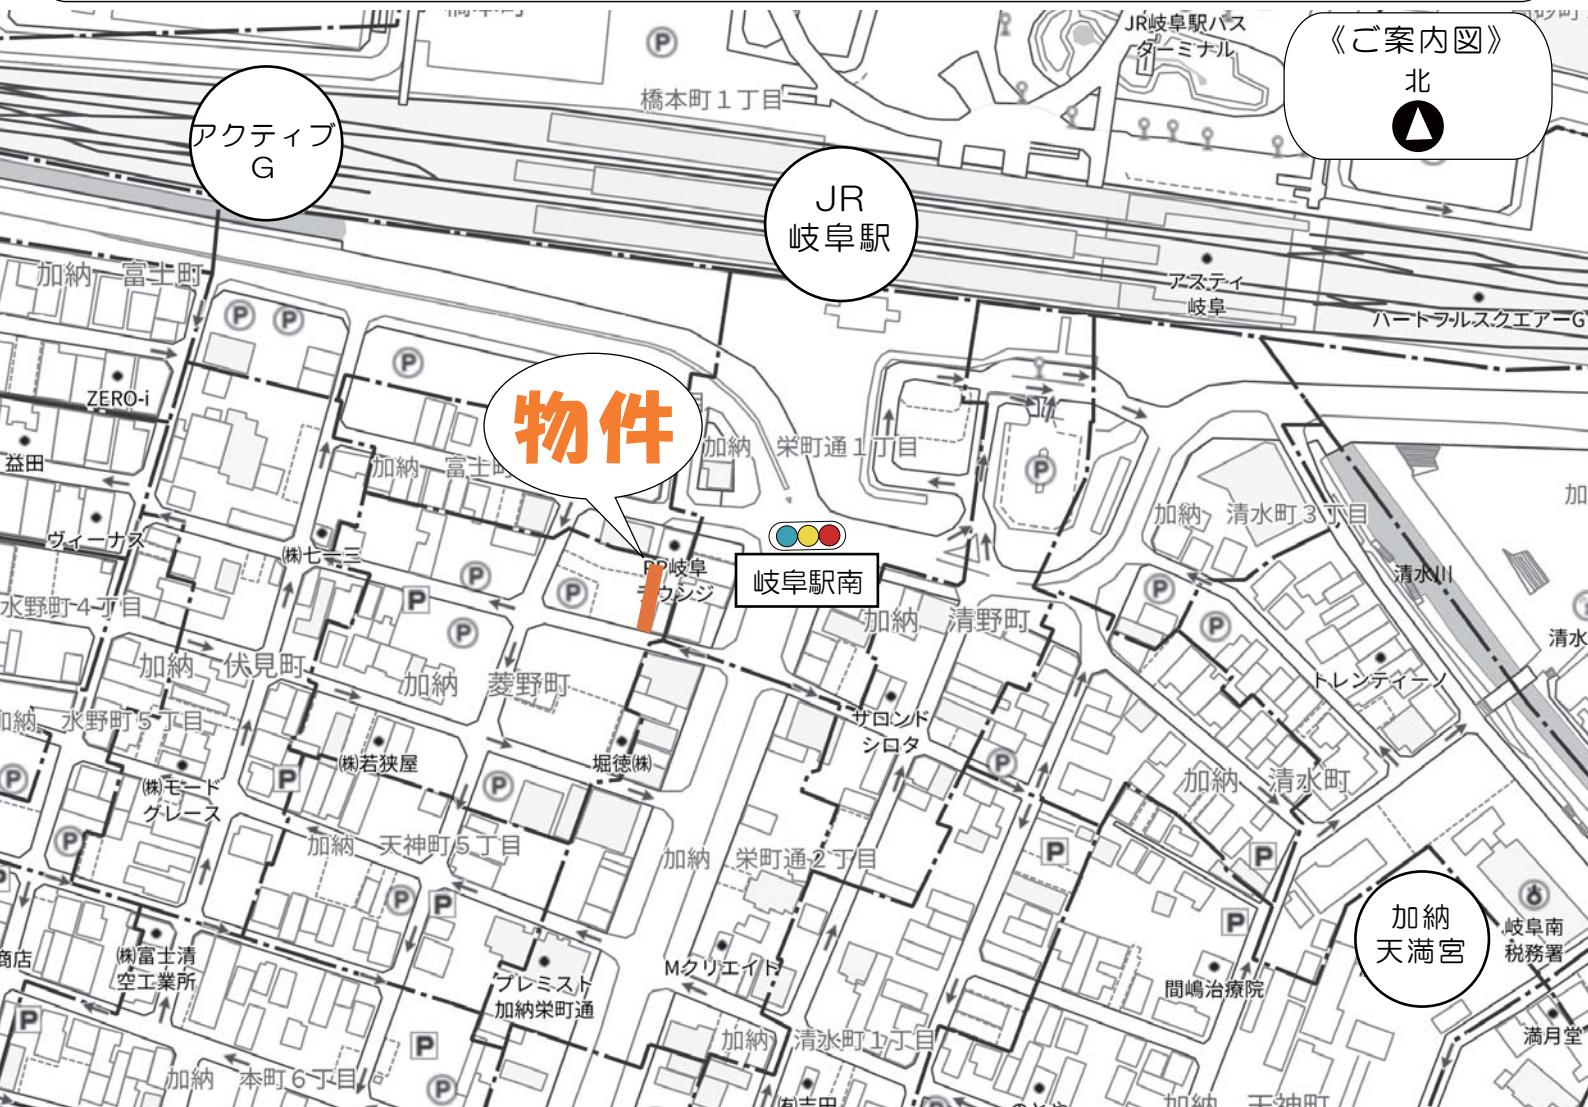 JR岐阜駅バス
ターミナル
《ご案内図》
北
橋本町1丁目
アクティブ
G
JR
岐阜駅
アスティ
岐阜
ハートフルスクエアーG
加納 富士町
ZERO-i
益田
ヴィーナス
物件
加納 富士町
加納 栄町通1丁目
加納 清水町3丁目
㈱七一三
岐阜駅南
岐阜
ラウンジ
清水川
清水
水野町4丁目
加納 伏見町
加納 菱野町
加納 清野町
トレンティーノ
加納 水野町5丁目
サロンド
シロタ
㈱若狭屋
堀徳㈱
㈱モード
グレース
加納 清水町
加納 天神町5丁目
加納 栄町通2丁目
加納
天満宮
岐阜南
税務署
商店
㈱富士清
空工業所
プレミスト
加納栄町通
Mクリエイト
間嶋治療院
満月堂
加納 清水町1丁目
加納 本町6丁目
加納 天神町